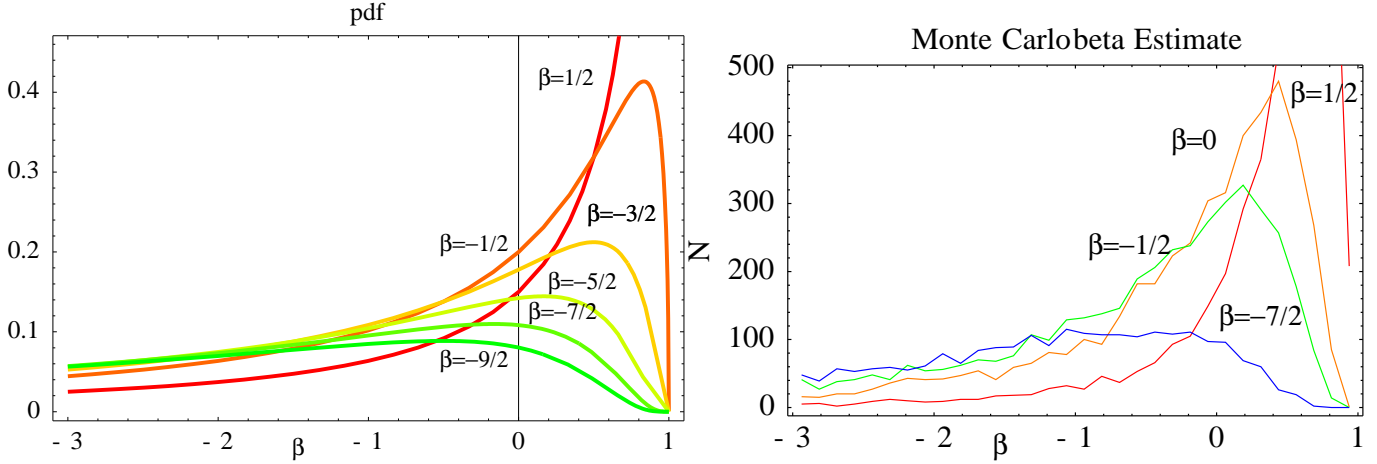 pdf
0.4
0.3
0.2
0.1
0
- 3
- 2
- 1
0
1
β
β=1/2
β=−3/2
β=−1/2
β=−5/2
β=−7/2
β=−9/2
Monte Carlobeta Estimate
500
400
300
200
100
0
N
- 3
- 2
- 1
0
1
β
β=1/2
β=0
β=−1/2
β=−7/2